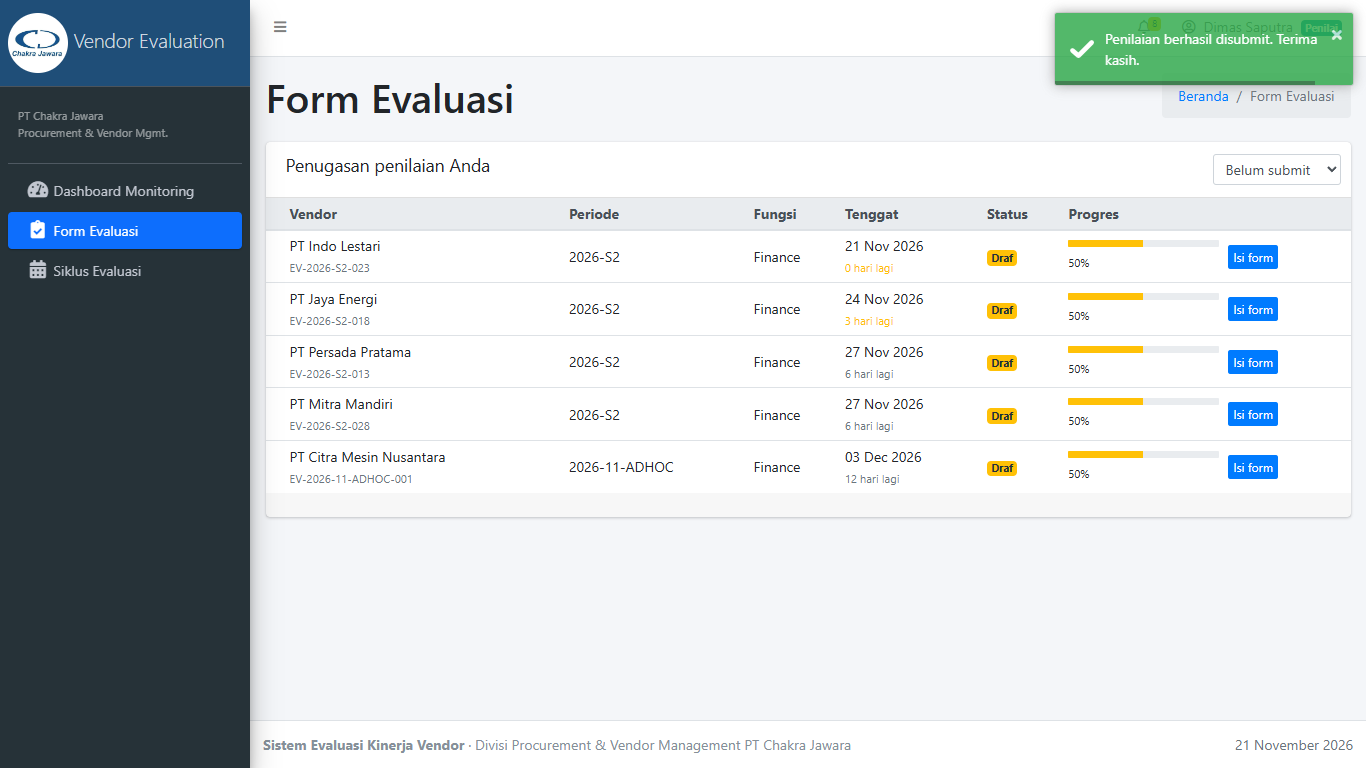 Chakra Jawara
Vendor Evaluation
PT Chakra Jawara
Procurement & Vendor Mgmt.
Dashboard Monitoring
Form Evaluasi
Siklus Evaluasi
Dimas Saputra Penilai
Penilaian berhasil disubmit. Terima
kasih.
×
Form Evaluasi
Beranda / Form Evaluasi
Penugasan penilaian Anda
Belum submit
Vendor Periode Fungsi Tenggat Status Progres
PT Indo Lestari
EV-2026-S2-023
2026-S2
Finance
21 Nov 2026
0 hari lagi
Draf
50%
Isi form
PT Jaya Energi
EV-2026-S2-018
2026-S2
Finance
24 Nov 2026
3 hari lagi
Draf
50%
Isi form
PT Persada Pratama
EV-2026-S2-013
2026-S2
Finance
27 Nov 2026
6 hari lagi
Draf
50%
Isi form
PT Mitra Mandiri
EV-2026-S2-028
2026-S2
Finance
27 Nov 2026
6 hari lagi
Draf
50%
Isi form
PT Citra Mesin Nusantara
EV-2026-11-ADHOC-001
2026-11-ADHOC
Finance
03 Dec 2026
12 hari lagi
Draf
50%
Isi form
Sistem Evaluasi Kinerja Vendor · Divisi Procurement & Vendor Management PT Chakra Jawara
21 November 2026